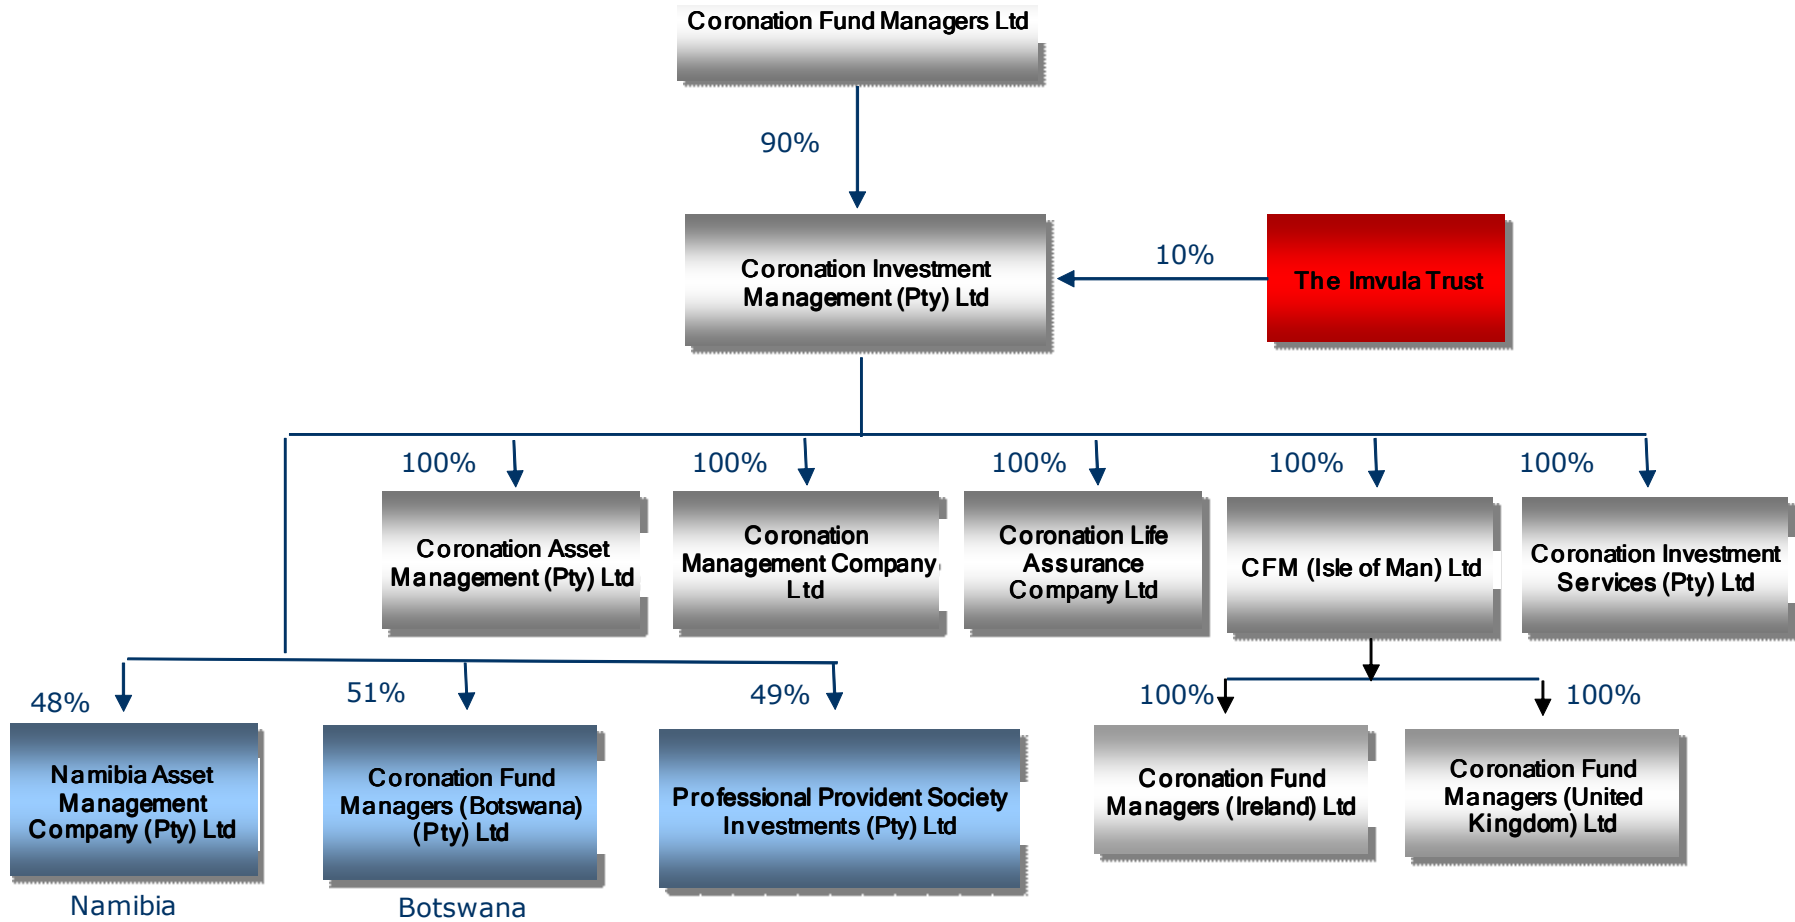 Coronation Fund Managers Ltd
90%
Coronation Investment
Management (Pty) Ltd
10%
The Imvula Trust
100%
100%
100%
100%
100%
Coronation Asset
Management (Pty) Ltd
Coronation
Management Company
Ltd
Coronation Life
Assurance
Company Ltd
CFM (Isle of Man) Ltd
Coronation Investment
Services (Pty) Ltd
48%
51%
49%
100%
100%
Namibia Asset
Management
Company (Pty) Ltd
Coronation Fund
Managers (Botswana)
(Pty) Ltd
Professional Provident Society
Investments (Pty) Ltd
Coronation Fund
Managers (Ireland) Ltd
Coronation Fund
Managers (United
Kingdom) Ltd
Namibia
Botswana